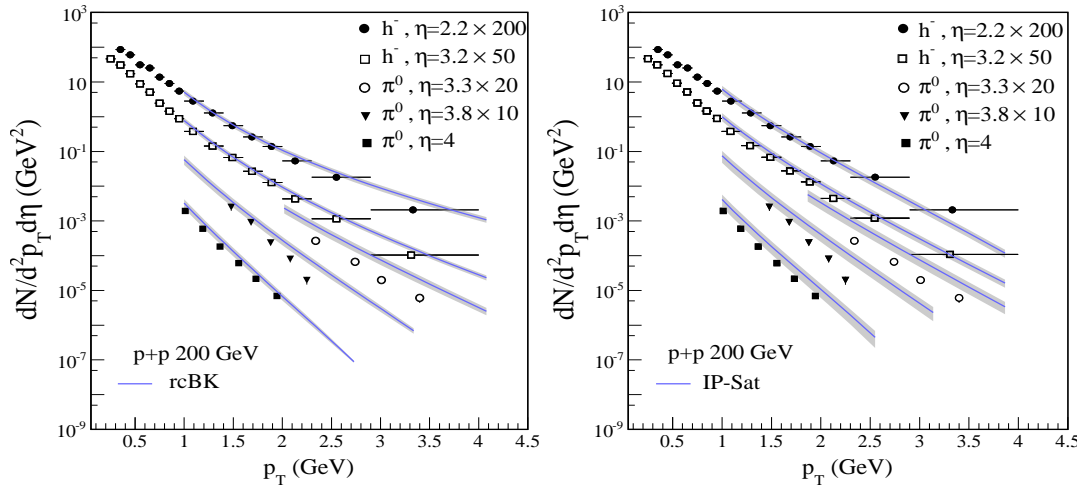 dN/d²p_T dη (GeV²)
10³
10
10⁻¹
10⁻³
10⁻⁵
10⁻⁷
10⁻⁹
h⁻ , η=2.2 × 200
h⁻ , η=3.2 × 50
π⁰ , η=3.3 × 20
π⁰ , η=3.8 × 10
π⁰ , η=4
p+p 200 GeV
rcBK
0.5 1 1.5 2 2.5 3 3.5 4 4.5
p_T (GeV)
dN/d²p_T dη (GeV²)
10³
10
10⁻¹
10⁻³
10⁻⁵
10⁻⁷
10⁻⁹
h⁻ , η=2.2 × 200
h⁻ , η=3.2 × 50
π⁰ , η=3.3 × 20
π⁰ , η=3.8 × 10
π⁰ , η=4
p+p 200 GeV
IP-Sat
0.5 1 1.5 2 2.5 3 3.5 4 4.5
p_T (GeV)